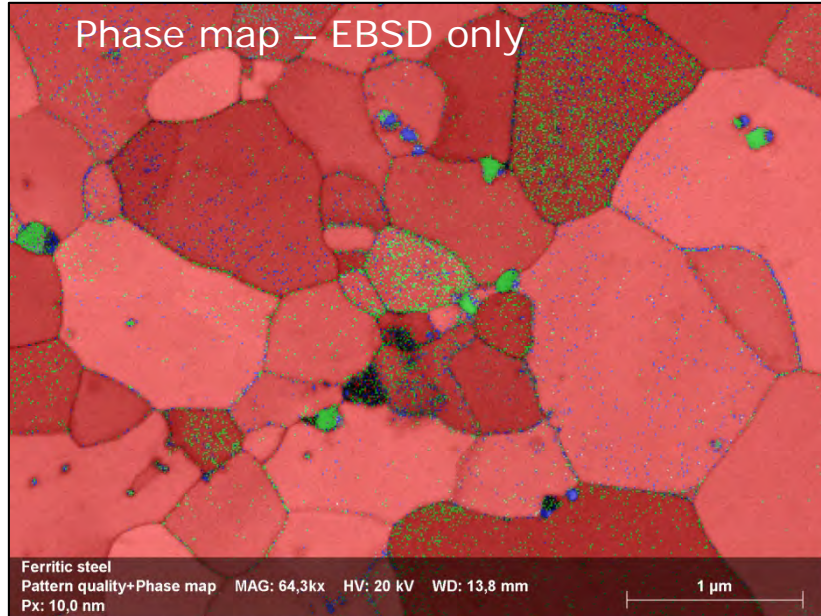 Phase map – EBSD only
Ferritic steel
Pattern quality+Phase map MAG: 64,3kx HV: 20 kV WD: 13,8 mm
Px: 10,0 nm
1 µm